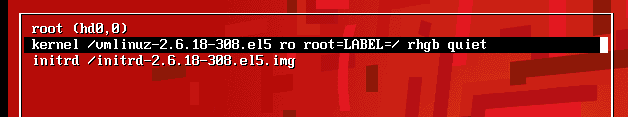 root (hd0,0)
kernel /vmlinuz-2.6.18-308.el5 ro root=LABEL=/ rhgb quiet
initrd /initrd-2.6.18-308.el5.img